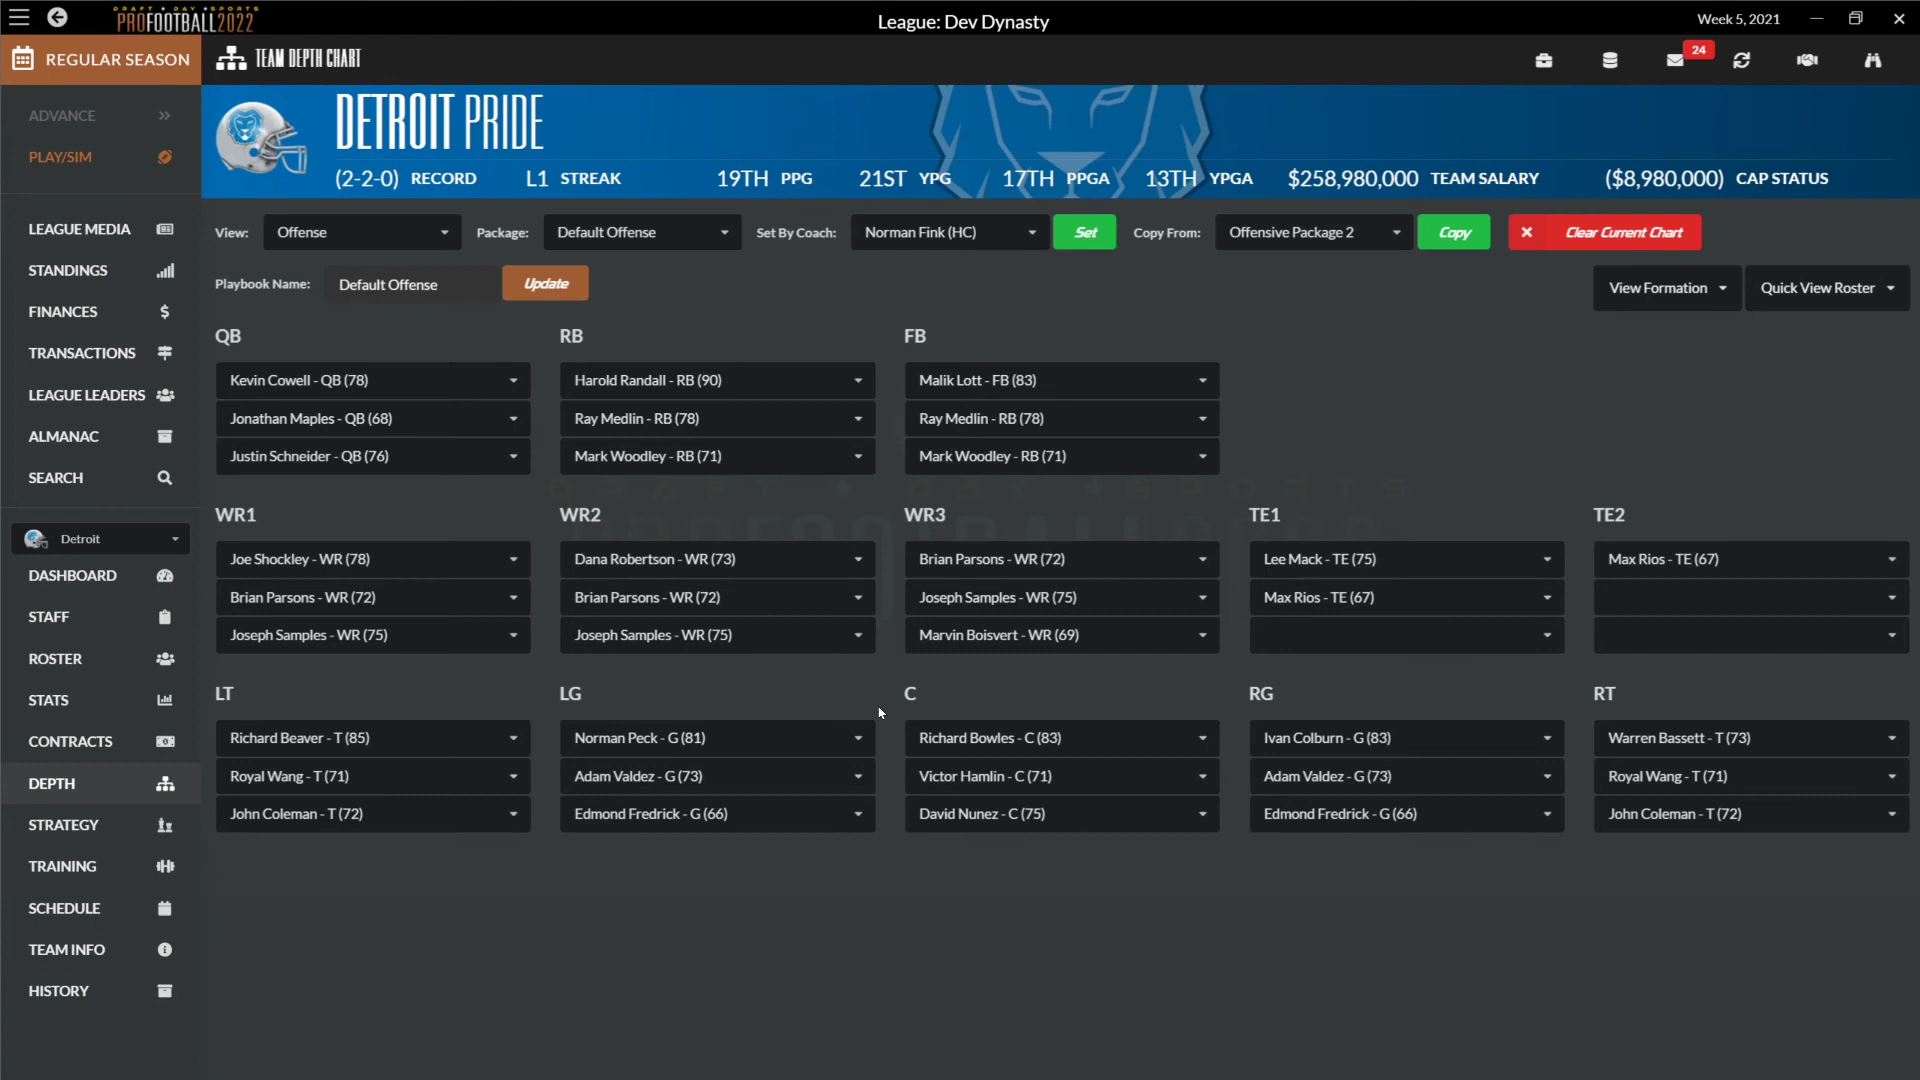 DRAFT DAY SPORTS
PROFOOTBALL2022
League: Dev Dynasty
Week 5, 2021
REGULAR SEASON
TEAM DEPTH CHART
24
ADVANCE
PLAY/SIM
DETROIT PRIDE
(2-2-0) RECORD L1 STREAK 19TH PPG 21ST YPG 17TH PPGA 13TH YPGA $258,980,000 TEAM SALARY ($8,980,000) CAP STATUS
LEAGUE MEDIA
STANDINGS
FINANCES
TRANSACTIONS
LEAGUE LEADERS
ALMANAC
SEARCH
Detroit
DASHBOARD
STAFF
ROSTER
STATS
CONTRACTS
DEPTH
STRATEGY
TRAINING
SCHEDULE
TEAM INFO
HISTORY
View: Offense Package: Default Offense Set By Coach: Norman Fink (HC) Set Copy From: Offensive Package 2 Copy Clear Current Chart
Playbook Name: Default Offense Update View Formation Quick View Roster
QB RB FB
Kevin Cowell - QB (78) Harold Randall - RB (90) Malik Lott - FB (83)
Jonathan Maples - QB (68) Ray Medlin - RB (78) Ray Medlin - RB (78)
Justin Schneider - QB (76) Mark Woodley - RB (71) Mark Woodley - RB (71)
DRAFT DAY SPORTS
WR1 WR2 WR3 TE1 TE2
Joe Shockley - WR (78) Dana Robertson - WR (73) Brian Parsons - WR (72) Lee Mack - TE (75) Max Rios - TE (67)
Brian Parsons - WR (72) Brian Parsons - WR (72) Joseph Samples - WR (75) Max Rios - TE (67)
Joseph Samples - WR (75) Joseph Samples - WR (75) Marvin Boisvert - WR (69)
LT LG C RG RT
Richard Beaver - T (85) Norman Peck - G (81) Richard Bowles - C (83) Ivan Colburn - G (83) Warren Bassett - T (73)
Royal Wang - T (71) Adam Valdez - G (73) Victor Hamlin - C (71) Adam Valdez - G (73) Royal Wang - T (71)
John Coleman - T (72) Edmond Fredrick - G (66) David Nunez - C (75) Edmond Fredrick - G (66) John Coleman - T (72)